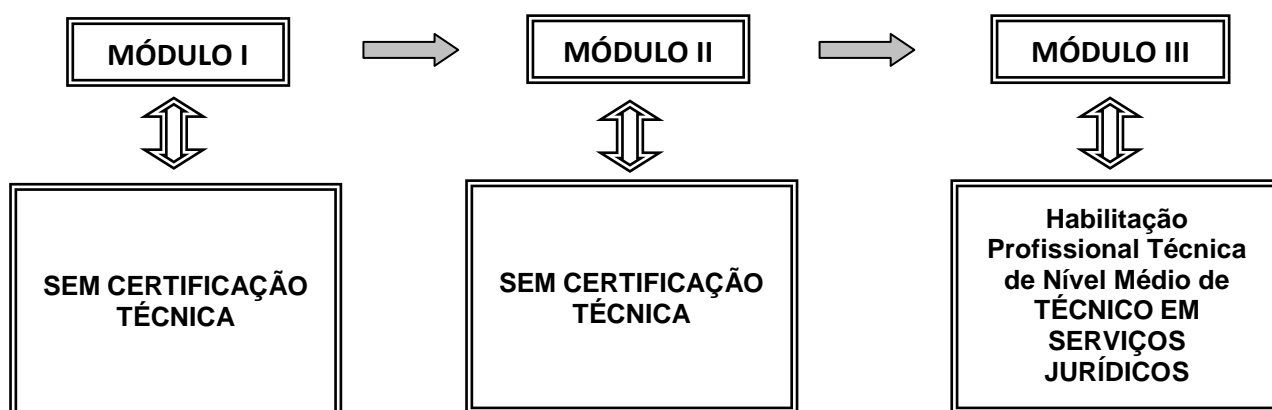 MÓDULO I
MÓDULO II
MÓDULO III
SEM CERTIFICAÇÃO
TÉCNICA
SEM CERTIFICAÇÃO
TÉCNICA
Habilitação
Profissional Técnica
de Nível Médio de
TÉCNICO EM
SERVIÇOS
JURÍDICOS